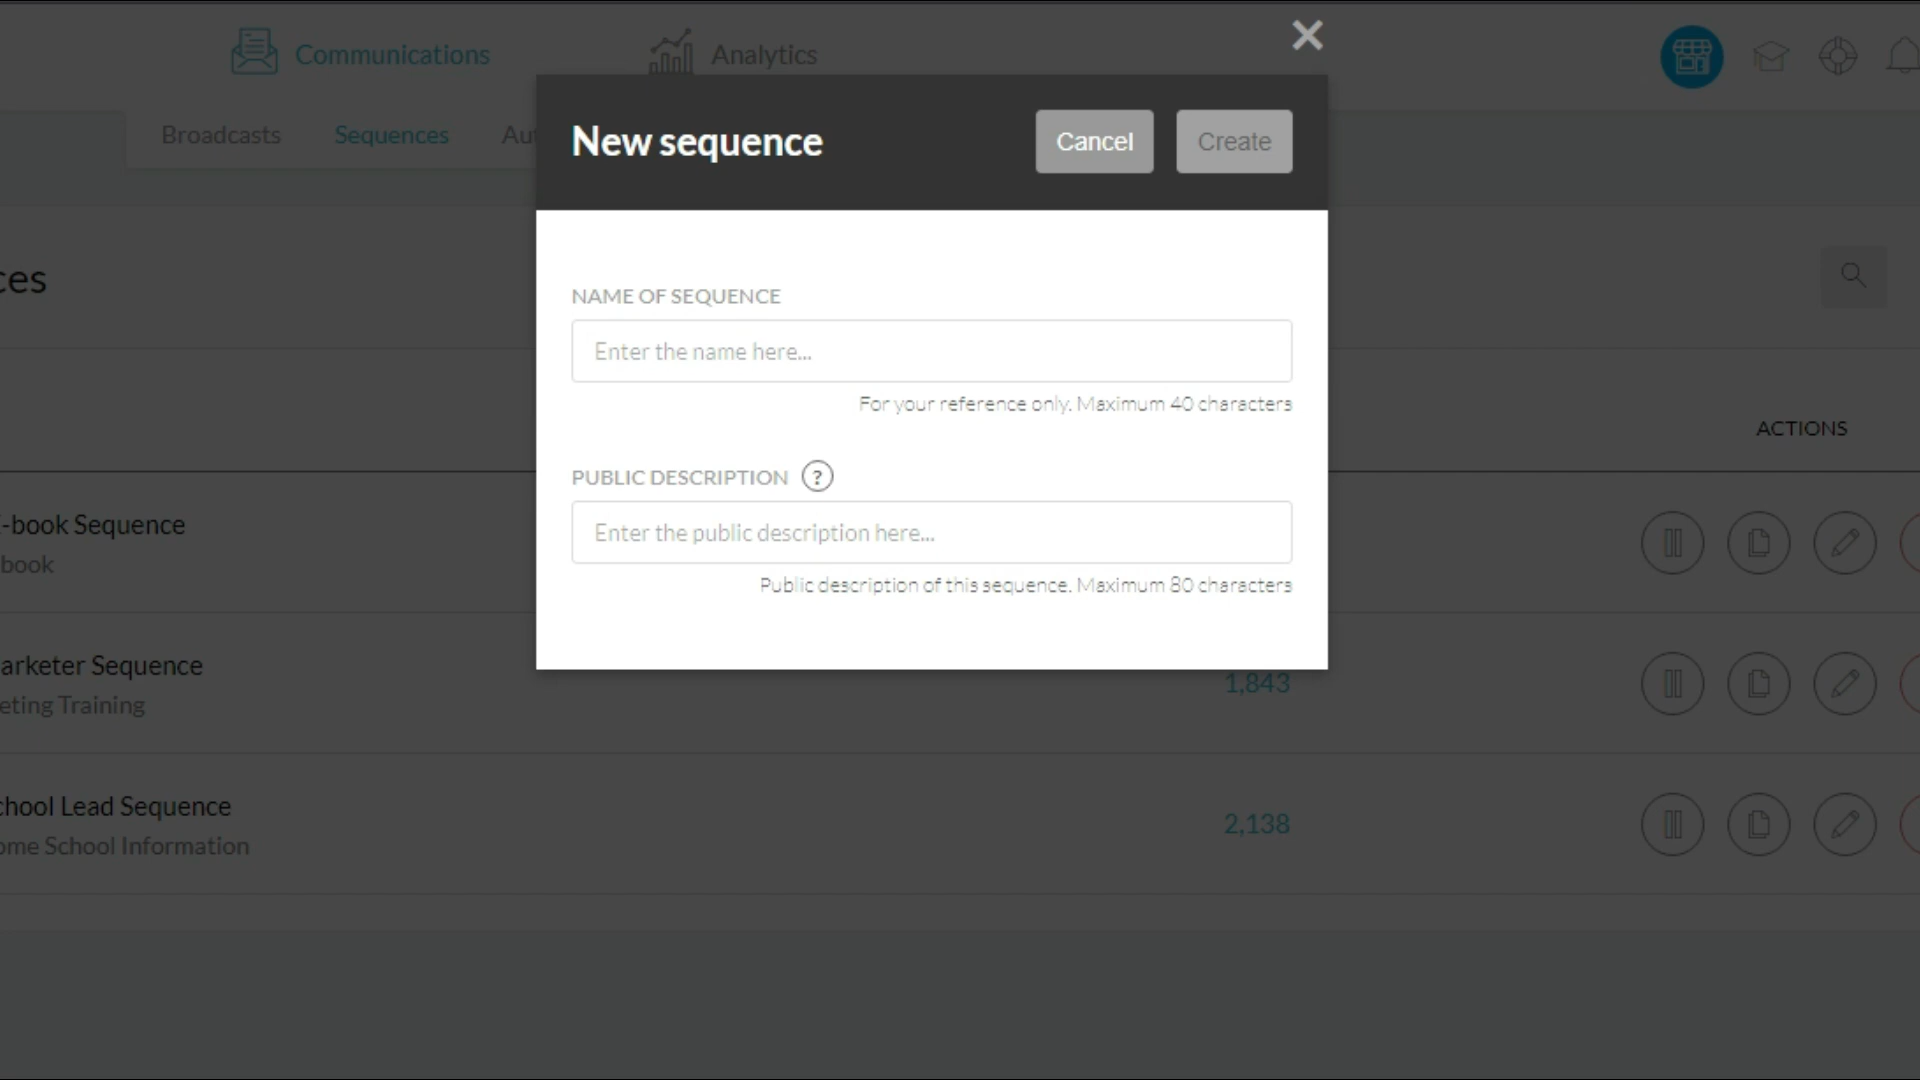 Communications
Analytics
Broadcasts
Sequences
New sequence
Cancel
Create
NAME OF SEQUENCE
Enter the name here...
For your reference only. Maximum 40 characters
PUBLIC DESCRIPTION ?
Enter the public description here...
Public description of this sequence. Maximum 80 characters
ACTIONS
-book Sequence
book
arketer Sequence
eting Training
1,843
chool Lead Sequence
ome School Information
2,138